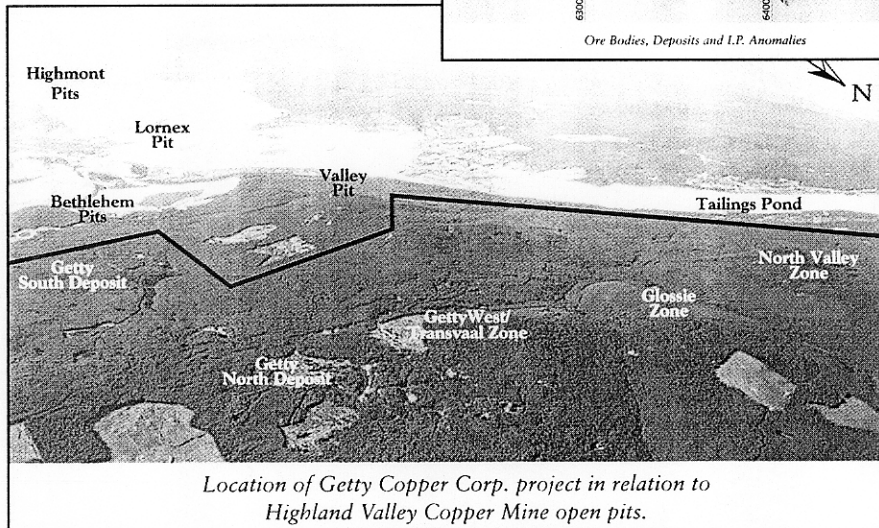 6300
6400
Ore Bodies, Deposits and I.P. Anomalies
N
Highmont
Pits
Lornex
Pit
Valley
Pit
Bethlehem
Pits
Tailings Pond
Getty
South Deposit
North Valley
Zone
Glossie
Zone
GettyWest/
Transvaal Zone
Getty
North Deposit
Location of Getty Copper Corp. project in relation to
Highland Valley Copper Mine open pits.